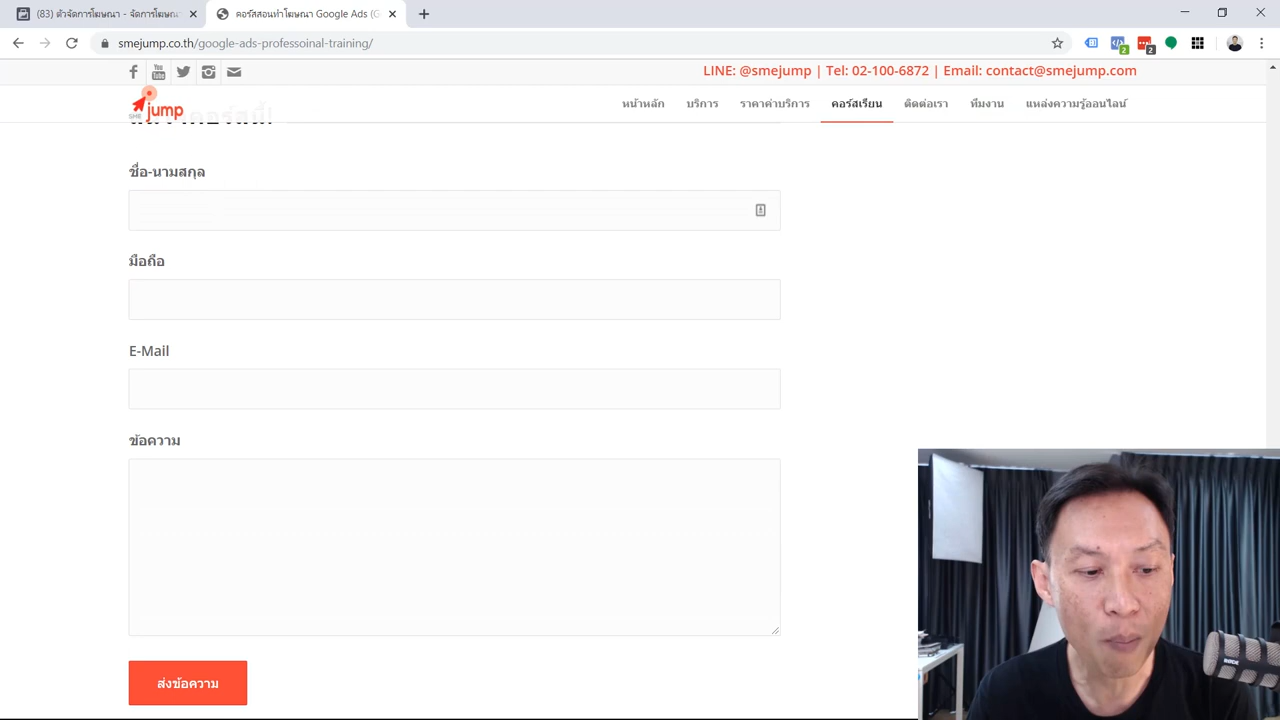 (83) ตัวจัดการโฆษณา - จัดการโฆษณ
คอร์สสอนทำโฆษณา Google Ads (G
smejump.co.th/google-ads-professoinal-training/
LINE: @smejump | Tel: 02-100-6872 | Email: contact@smejump.com
SME jump
หน้าหลัก บริการ ราคาค่าบริการ คอร์สเรียน ติดต่อเรา ทีมงาน แหล่งความรู้ออนไลน์
ชื่อ-นามสกุล
มือถือ
E-Mail
ข้อความ
ส่งข้อความ
RØDE